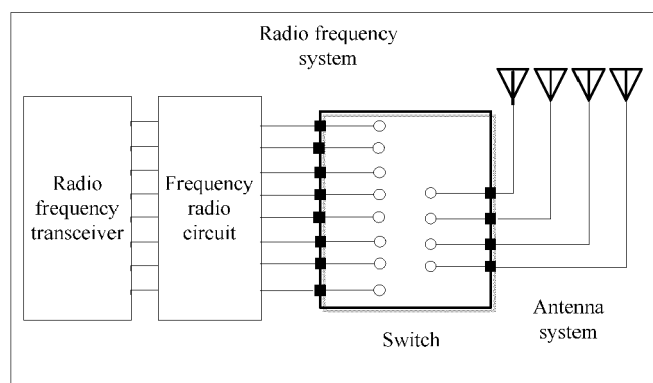 Radio frequency
system
Radio
frequency
transceiver
Frequency
radio
circuit
Switch
Antenna
system